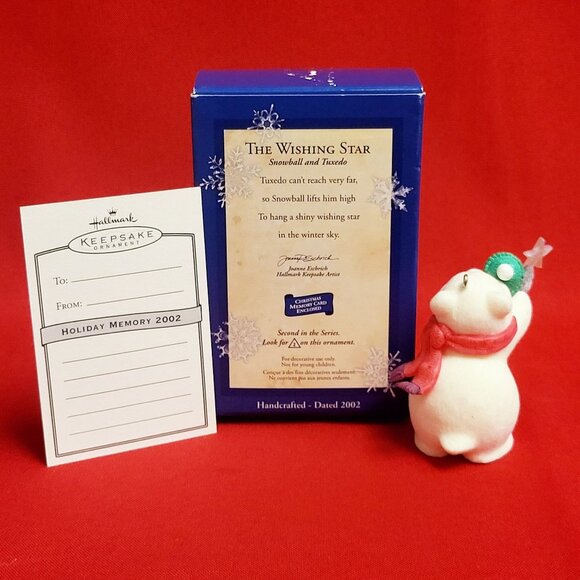 THE WISHING STAR
Snowball and Tuxedo
Tuxedo can't reach very far,
so Snowball lifts him high
To hang a shiny wishing star
in the winter sky.
Joanne Eschrich
Joanne Eschrich
Hallmark Keepsake Artist
CHRISTMAS
MEMORY CARD
ENCLOSED
Second in the Series.
Look for 2 on this ornament.
For decorative use only.
Not for young children.
Conçue à des fins décoratives seulement.
Ne convient pas aux jeunes enfants.
Handcrafted - Dated 2002
Hallmark
KEEPSAKE
ORNAMENT
TO:
FROM:
HOLIDAY MEMORY 2002